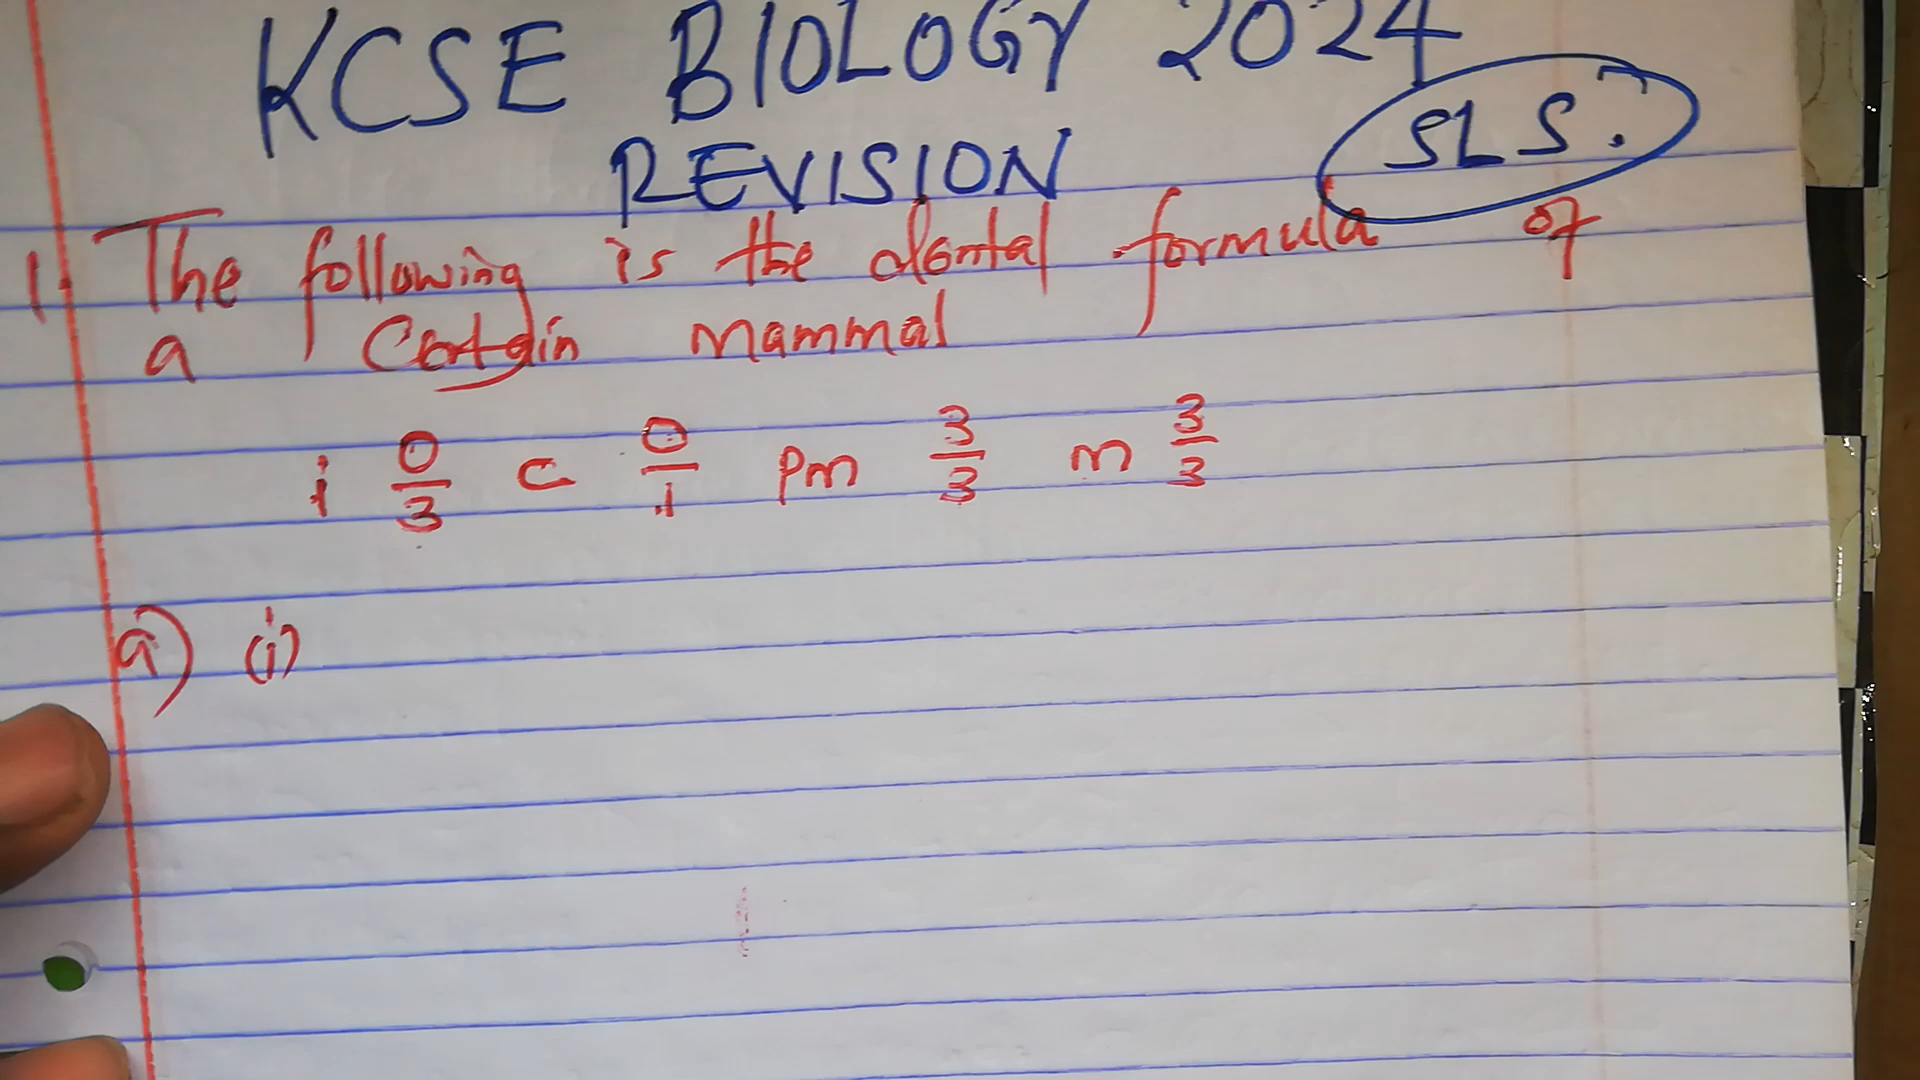 KCSE BIOLOGY 2024
REVISION
SLS.
1. The following is the dental formula of
a certain mammal
i 0/3 c 0/1 pm 3/3 m 3/3
a) (i)